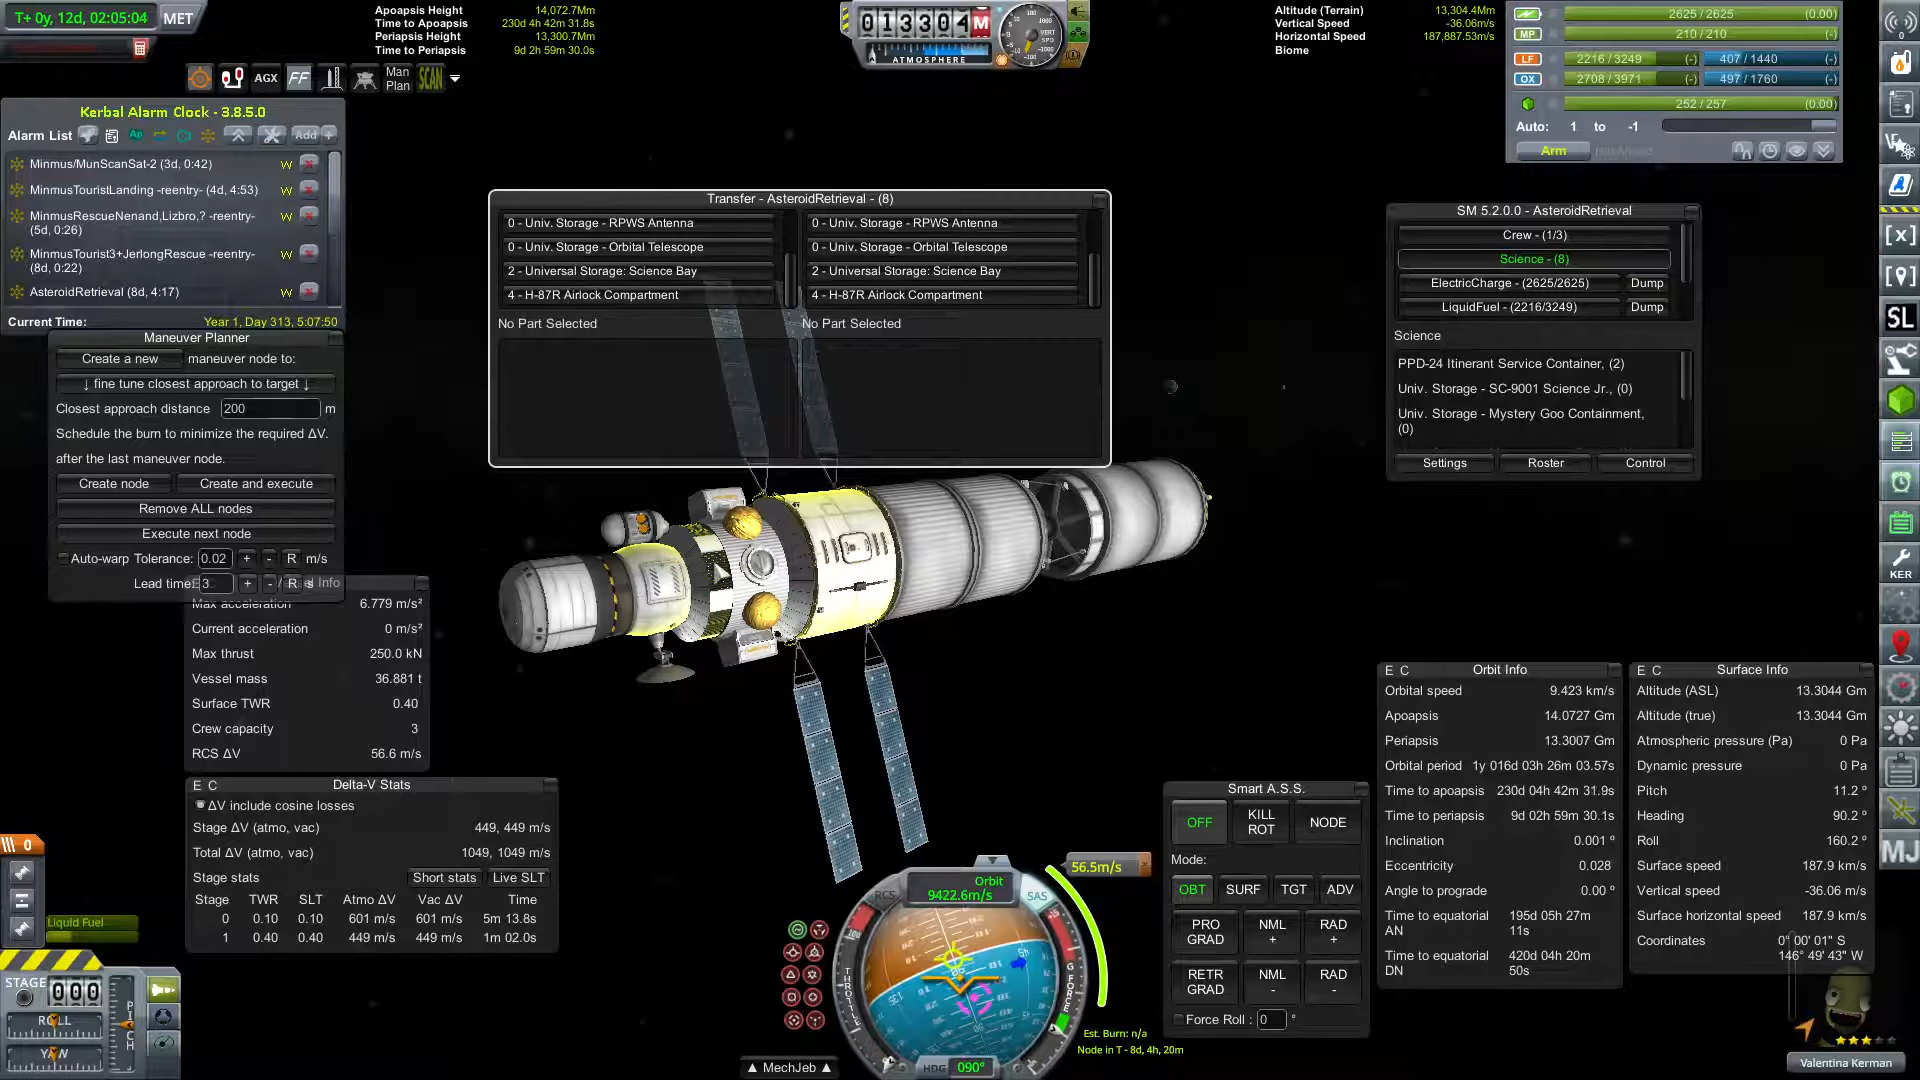 T+ 0y, 12d, 02:05:04 MET
Apoapsis Height 14,072.7Mm
Time to Apoapsis 230d 4h 42m 31.8s
Periapsis Height 13,300.7Mm
Time to Periapsis 9d 2h 59m 30.0s
013304 M
ATMOSPHERE
Altitude (Terrain) 13,304.4Mm
Vertical Speed -36.06m/s
Horizontal Speed 187,887.53m/s
Biome
2625 / 2625 (0.00)
MP 210 / 210 (-)
LF 2216 / 3249 (-) 407 / 1440 (-)
OX 2708 / 3971 (-) 497 / 1760 (-)
252 / 257 (0.00)
Auto: 1 to -1
Arm
AGX FF Man Plan SCAN
Kerbal Alarm Clock - 3.8.5.0
Alarm List Add +
Minmus/MunScanSat-2 (3d, 0:42) W
MinmusTouristLanding -reentry- (4d, 4:53) W
MinmusRescueNenand,Lizbro,? -reentry- W
(5d, 0:26)
MinmusTourist3+JerlongRescue -reentry- W
(8d, 0:22)
AsteroidRetrieval (8d, 4:17) W
Current Time: Year 1, Day 313, 5:07:50
Maneuver Planner
Create a new maneuver node to:
↓ fine tune closest approach to target ↓
Closest approach distance 200 m
Schedule the burn to minimize the required ΔV.
after the last maneuver node.
Create node Create and execute
Remove ALL nodes
Execute next node
Auto-warp Tolerance: 0.02 + - R m/s
Lead time: 3 + - R s
Max acceleration 6.779 m/s²
Current acceleration 0 m/s²
Max thrust 250.0 kN
Vessel mass 36.881 t
Surface TWR 0.40
Crew capacity 3
RCS ΔV 56.6 m/s
E C Delta-V Stats
ΔV include cosine losses
Stage ΔV (atmo, vac) 449, 449 m/s
Total ΔV (atmo, vac) 1049, 1049 m/s
Stage stats Short stats Live SLT
Stage TWR SLT Atmo ΔV Vac ΔV Time
0 0.10 0.10 601 m/s 601 m/s 5m 13.8s
1 0.40 0.40 449 m/s 449 m/s 1m 02.0s
Transfer - AsteroidRetrieval - (8)
0 - Univ. Storage - RPWS Antenna 0 - Univ. Storage - RPWS Antenna
0 - Univ. Storage - Orbital Telescope 0 - Univ. Storage - Orbital Telescope
2 - Universal Storage: Science Bay 2 - Universal Storage: Science Bay
4 - H-87R Airlock Compartment 4 - H-87R Airlock Compartment
No Part Selected No Part Selected
SM 5.2.0.0 - AsteroidRetrieval
Crew - (1/3)
Science - (8)
ElectricCharge - (2625/2625) Dump
LiquidFuel - (2216/3249) Dump
Science
PPD-24 Itinerant Service Container, (2)
Univ. Storage - SC-9001 Science Jr., (0)
Univ. Storage - Mystery Goo Containment,
(0)
Settings Roster Control
SL
KER
MJ
0
Liquid Fuel
STAGE 000
ROLL
YAW
PITCH
Orbit
9422.6m/s
RCS
SAS
THROTTLE
G FORCE
HDG 090°
56.5m/s
Est. Burn: n/a
Node in T - 8d, 4h, 20m
▲ MechJeb ▲
Smart A.S.S.
OFF KILL ROT NODE
Mode:
OBT SURF TGT ADV
PRO GRAD NML + RAD +
RETR GRAD NML - RAD -
Force Roll : 0 °
E C Orbit Info
Orbital speed 9.423 km/s
Apoapsis 14.0727 Gm
Periapsis 13.3007 Gm
Orbital period 1y 016d 03h 26m 03.57s
Time to apoapsis 230d 04h 42m 31.9s
Time to periapsis 9d 02h 59m 30.1s
Inclination 0.001 º
Eccentricity 0.028
Angle to prograde 0.00 º
Time to equatorial AN 195d 05h 27m 11s
Time to equatorial DN 420d 04h 20m 50s
E C Surface Info
Altitude (ASL) 13.3044 Gm
Altitude (true) 13.3044 Gm
Atmospheric pressure (Pa) 0 Pa
Dynamic pressure 0 Pa
Pitch 11.2 º
Heading 90.2 º
Roll 160.2 º
Surface speed 187.9 km/s
Vertical speed -36.06 m/s
Surface horizontal speed 187.9 km/s
Coordinates 0° 00' 01" S
146° 49' 43" W
Valentina Kerman